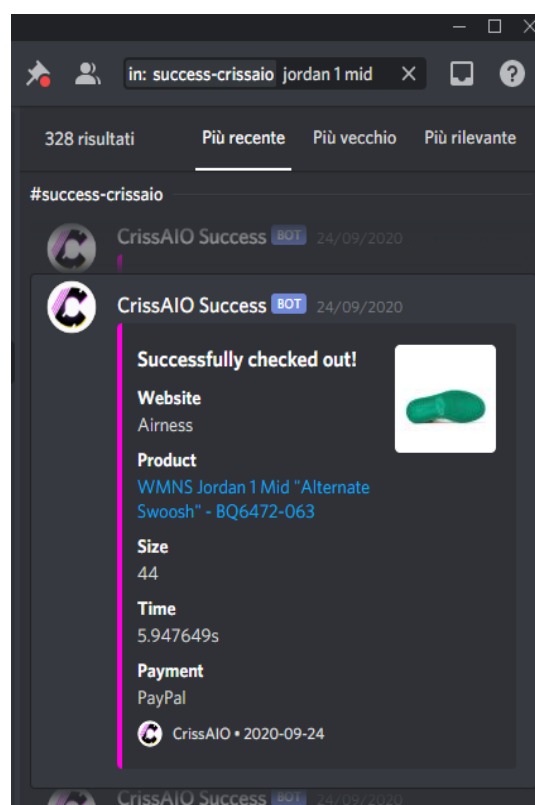 in: success-crissaio jordan 1 mid
328 risultati Più recente Più vecchio Più rilevante
#success-crissaio
CrissAIO Success BOT 24/09/2020
CrissAIO Success BOT 24/09/2020
Successfully checked out!
Website
Airness
Product
WMNS Jordan 1 Mid "Alternate
Swoosh" - BQ6472-063
Size
44
Time
5.947649s
Payment
PayPal
CrissAIO • 2020-09-24
CrissAIO Success BOT 24/09/2020